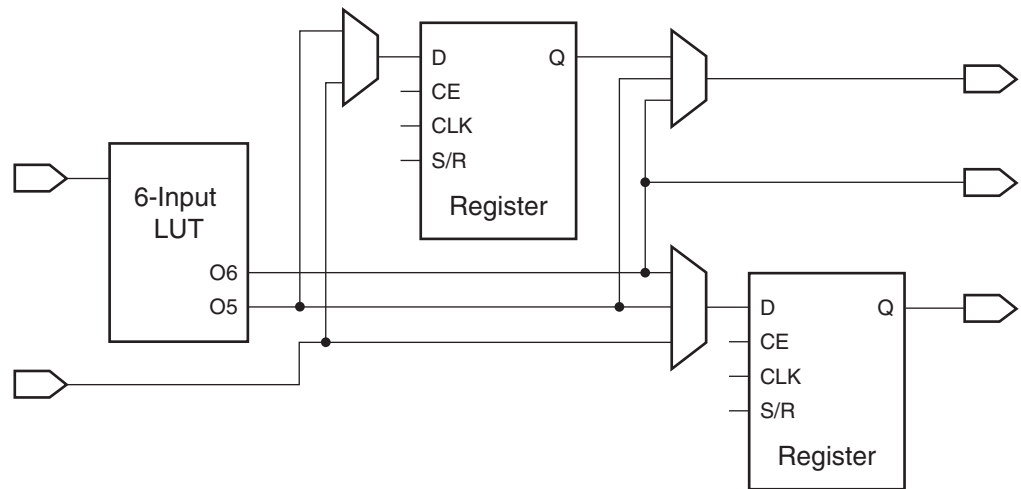 D
Q
CE
CLK
S/R
Register
6-Input
LUT
O6
O5
D
Q
CE
CLK
S/R
Register